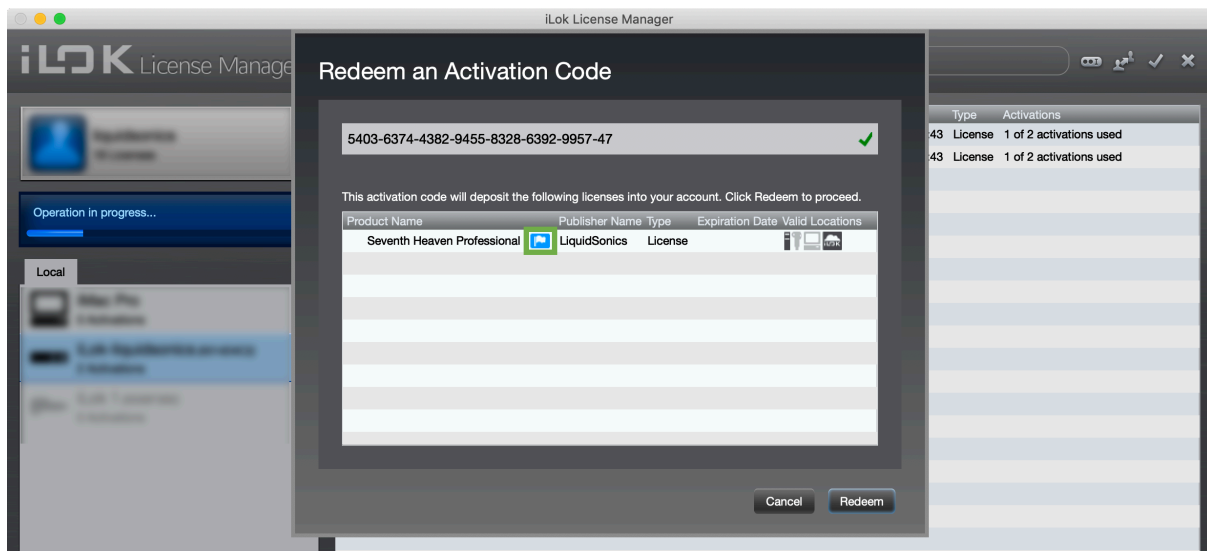 iLok License Manager
iLOK License Manage
Redeem an Activation Code
5403-6374-4382-9455-8328-6392-9957-47
This activation code will deposit the following licenses into your account. Click Redeem to proceed.
Product Name Publisher Name Type Expiration Date Valid Locations
Seventh Heaven Professional LiquidSonics License iLOK
Cancel Redeem
Operation in progress...
Local
Type Activations
:43 License 1 of 2 activations used
:43 License 1 of 2 activations used